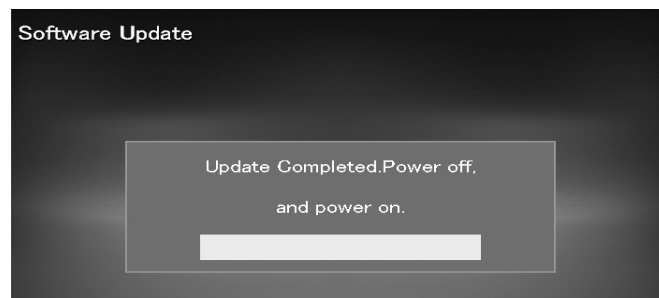 Software Update
Update Completed.Power off,
and power on.